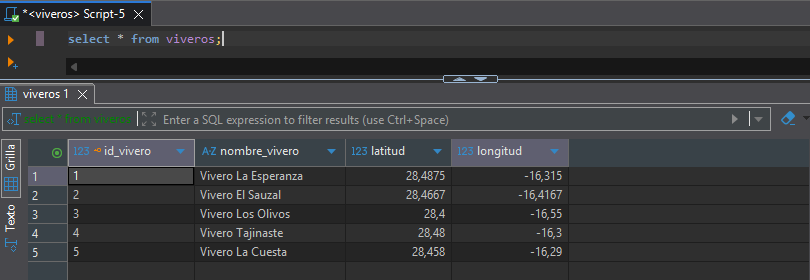 *<viveros> Script-5
select * from viveros;
viveros 1
select * from viveros Enter a SQL expression to filter results (use Ctrl+Space)
Grilla
Texto
123 id_vivero A-Z nombre_vivero 123 latitud 123 longitud
1 1 Vivero La Esperanza 28,4875 -16,315
2 2 Vivero El Sauzal 28,4667 -16,4167
3 3 Vivero Los Olivos 28,4 -16,55
4 4 Vivero Tajinaste 28,48 -16,3
5 5 Vivero La Cuesta 28,458 -16,29